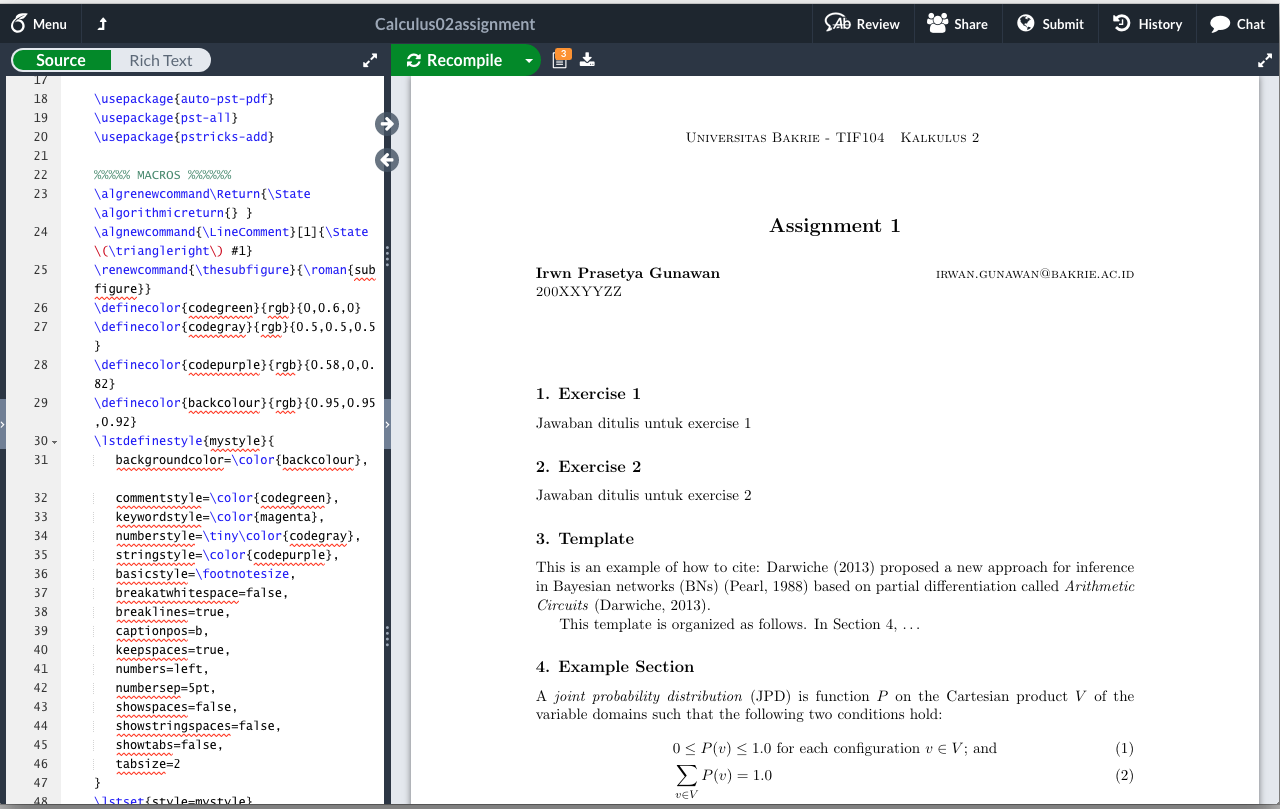 Menu
Calculus02assignment
Review
Share
Submit
History
Chat
Source
Rich Text
Recompile
3
17
18 \usepackage{auto-pst-pdf}
19 \usepackage{pst-all}
20 \usepackage{pstricks-add}
21
22 %%%%% MACROS %%%%%%
23 \algrenewcommand\Return{\State
\algorithmicreturn{} }
24 \algnewcommand{\LineComment}[1]{\State
\(\triangleright\) #1}
25 \renewcommand{\thesubfigure}{\roman{sub
figure}}
26 \definecolor{codegreen}{rgb}{0,0.6,0}
27 \definecolor{codegray}{rgb}{0.5,0.5,0.5
}
28 \definecolor{codepurple}{rgb}{0.58,0,0.
82}
29 \definecolor{backcolour}{rgb}{0.95,0.95
,0.92}
30 \lstdefinestyle{mystyle}{
31 backgroundcolor=\color{backcolour},
32 commentstyle=\color{codegreen},
33 keywordstyle=\color{magenta},
34 numberstyle=\tiny\color{codegray},
35 stringstyle=\color{codepurple},
36 basicstyle=\footnotesize,
37 breakatwhitespace=false,
38 breaklines=true,
39 captionpos=b,
40 keepspaces=true,
41 numbers=left,
42 numbersep=5pt,
43 showspaces=false,
44 showstringspaces=false,
45 showtabs=false,
46 tabsize=2
47 }
48 \lstset{style=mystyle}
Universitas Bakrie - TIF104 Kalkulus 2
Assignment 1
Irwn Prasetya Gunawan
irwan.gunawan@bakrie.ac.id
200XXYYZZ
1. Exercise 1
Jawaban ditulis untuk exercise 1
2. Exercise 2
Jawaban ditulis untuk exercise 2
3. Template
This is an example of how to cite: Darwiche (2013) proposed a new approach for inference
in Bayesian networks (BNs) (Pearl, 1988) based on partial differentiation called Arithmetic
Circuits (Darwiche, 2013).
This template is organized as follows. In Section 4, . . .
4. Example Section
A joint probability distribution (JPD) is function P on the Cartesian product V of the
variable domains such that the following two conditions hold:
0 ≤ P(v) ≤ 1.0 for each configuration v ∈ V; and (1)
∑ P(v) = 1.0 (2)
v∈V